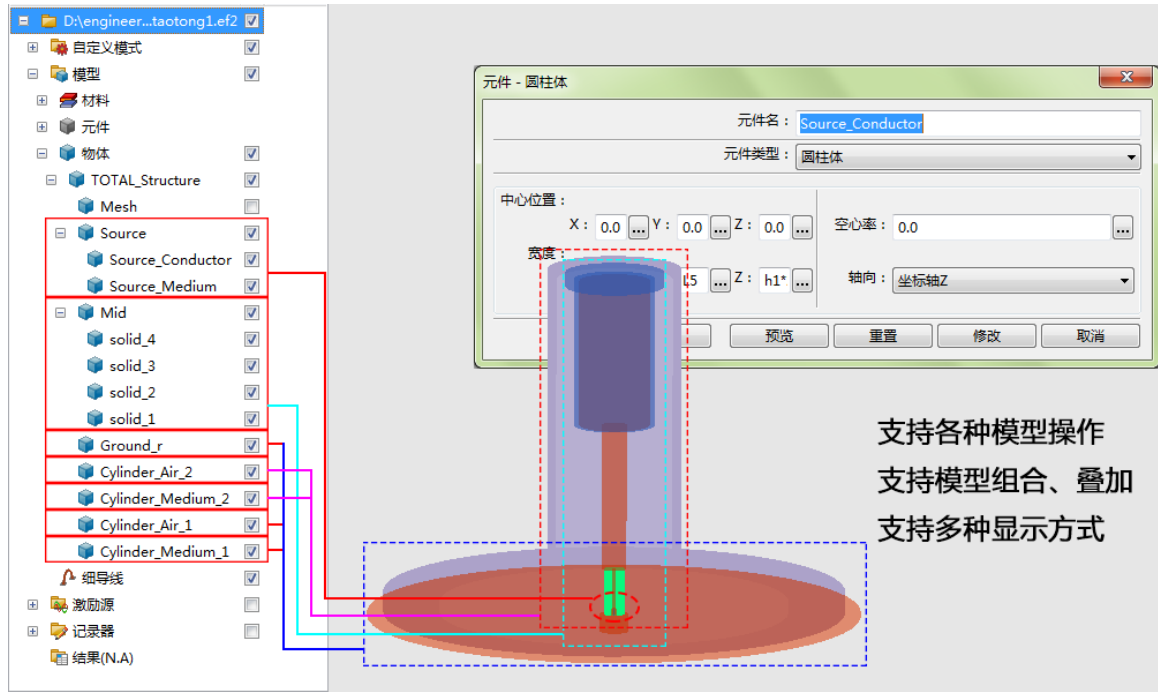 D:\engineer...taotong1.ef2
自定义模式
模型
材料
元件
物体
TOTAL_Structure
Mesh
Source
Source_Conductor
Source_Medium
Mid
solid_4
solid_3
solid_2
solid_1
Ground_r
Cylinder_Air_2
Cylinder_Medium_2
Cylinder_Air_1
Cylinder_Medium_1
细导线
激励源
记录器
结果(N.A)
元件 - 圆柱体
元件名： Source_Conductor
元件类型： 圆柱体
中心位置：
X： 0.0 ... Y： 0.0 ... Z： 0.0 ... 空心率： 0.0 ...
宽度：
L5 ... Z： h1* ... 轴向： 坐标轴Z
预览 重置 修改 取消
支持各种模型操作
支持模型组合、叠加
支持多种显示方式